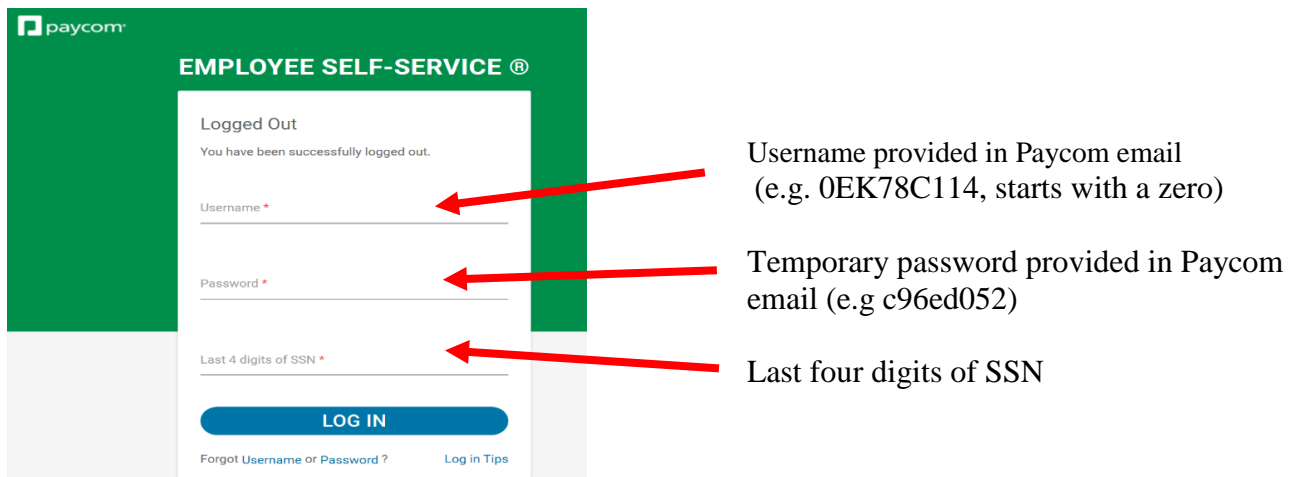 paycom
EMPLOYEE SELF-SERVICE ®
Logged Out
You have been successfully logged out.
Username *
Password *
Last 4 digits of SSN *
LOG IN
Forgot Username or Password ? Log in Tips
Username provided in Paycom email
(e.g. 0EK78C114, starts with a zero)
Temporary password provided in Paycom
email (e.g c96ed052)
Last four digits of SSN